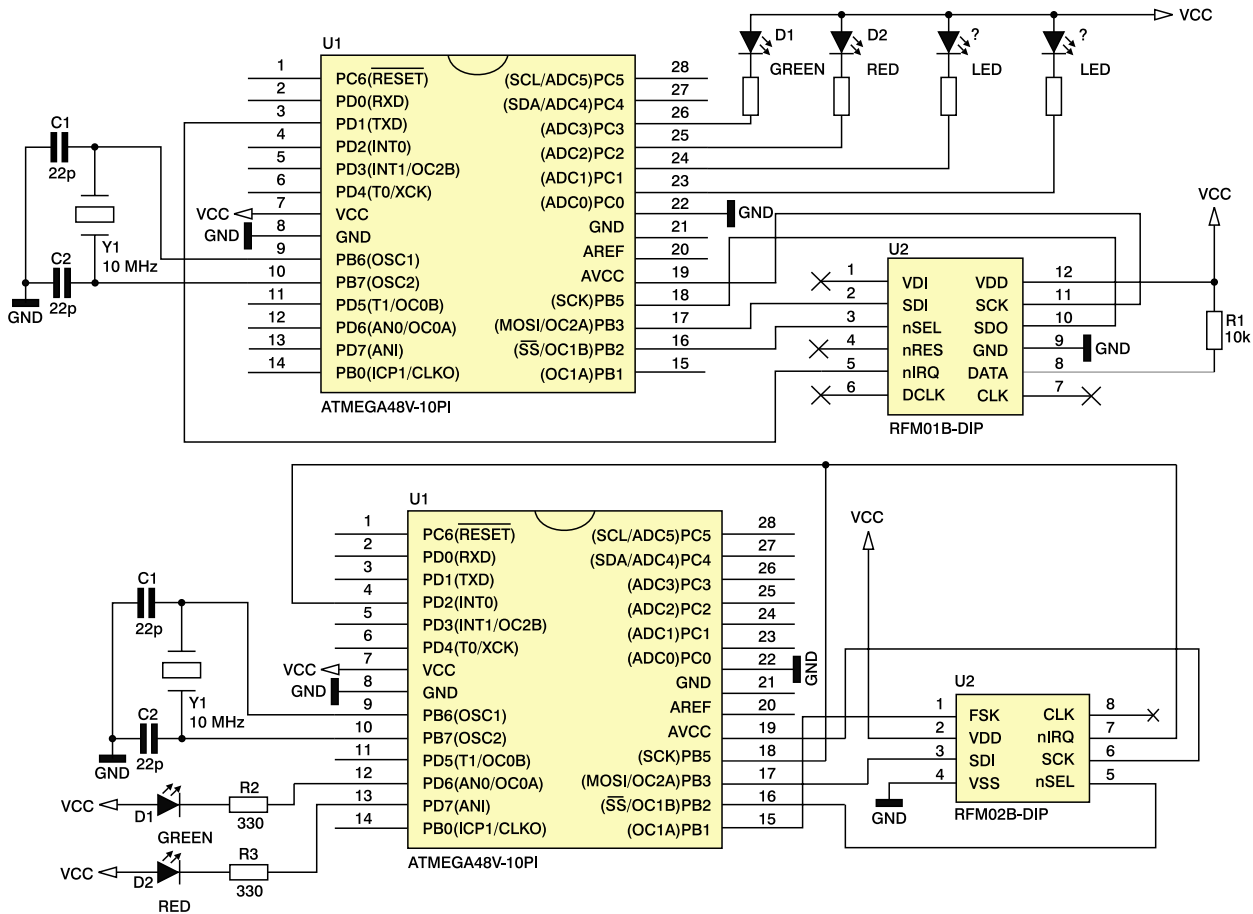 VCC
D1
GREEN
D2
RED
?
LED
?
LED
U1
1
2
3
4
5
6
7
8
9
10
11
12
13
14
PC6(RESET)
PD0(RXD)
PD1(TXD)
PD2(INT0)
PD3(INT1/OC2B)
PD4(T0/XCK)
VCC
GND
PB6(OSC1)
PB7(OSC2)
PD5(T1/OC0B)
PD6(AN0/OC0A)
PD7(ANI)
PB0(ICP1/CLKO)
(SCL/ADC5)PC5
(SDA/ADC4)PC4
(ADC3)PC3
(ADC2)PC2
(ADC1)PC1
(ADC0)PC0
GND
AREF
AVCC
(SCK)PB5
(MOSI/OC2A)PB3
(SS/OC1B)PB2
(OC1A)PB1
28
27
26
25
24
23
22
21
20
19
18
17
16
15
ATMEGA48V-10PI
C1
22p
C2
22p
Y1
10 MHz
GND
VCC
GND
GND
VCC
U2
1
2
3
4
5
6
VDI
SDI
nSEL
nRES
nIRQ
DCLK
VDD
SCK
SDO
GND
DATA
CLK
12
11
10
9
8
7
GND
R1
10k
RFM01B-DIP
U1
1
2
3
4
5
6
7
8
9
10
11
12
13
14
PC6(RESET)
PD0(RXD)
PD1(TXD)
PD2(INT0)
PD3(INT1/OC2B)
PD4(T0/XCK)
VCC
GND
PB6(OSC1)
PB7(OSC2)
PD5(T1/OC0B)
PD6(AN0/OC0A)
PD7(ANI)
PB0(ICP1/CLKO)
(SCL/ADC5)PC5
(SDA/ADC4)PC4
(ADC3)PC3
(ADC2)PC2
(ADC1)PC1
(ADC0)PC0
GND
AREF
AVCC
(SCK)PB5
(MOSI/OC2A)PB3
(SS/OC1B)PB2
(OC1A)PB1
28
27
26
25
24
23
22
21
20
19
18
17
16
15
ATMEGA48V-10PI
C1
22p
C2
22p
Y1
10 MHz
GND
VCC
GND
GND
VCC
VCC
D1
GREEN
R2
330
VCC
D2
RED
R3
330
U2
1
2
3
4
FSK
VDD
SDI
VSS
CLK
nIRQ
SCK
nSEL
8
7
6
5
GND
RFM02B-DIP